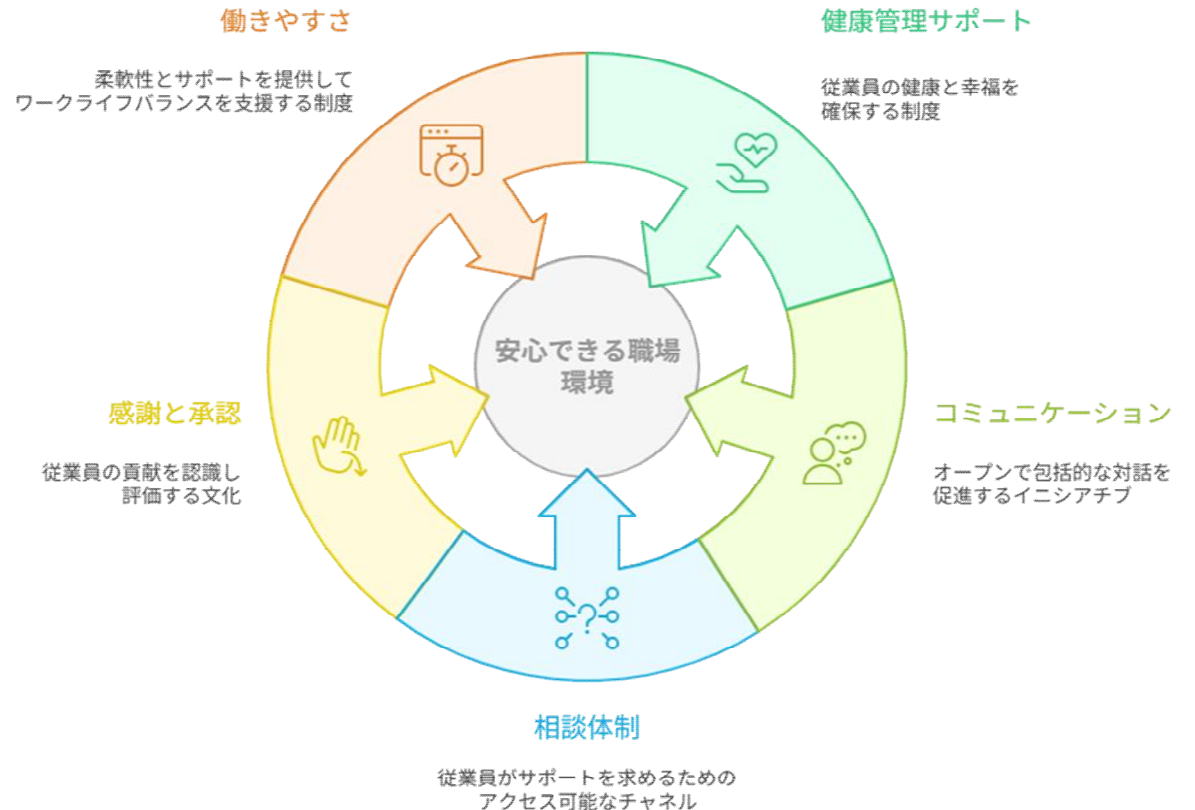 働きやすさ
柔軟性とサポートを提供して
ワークライフバランスを支援する制度
健康管理サポート
従業員の健康と幸福を
確保する制度
安心できる職場
環境
感謝と承認
従業員の貢献を認識し
評価する文化
コミュニケーション
オープンで包括的な対話を
促進するイニシアチブ
?
相談体制
従業員がサポートを求めるための
アクセス可能なチャネル